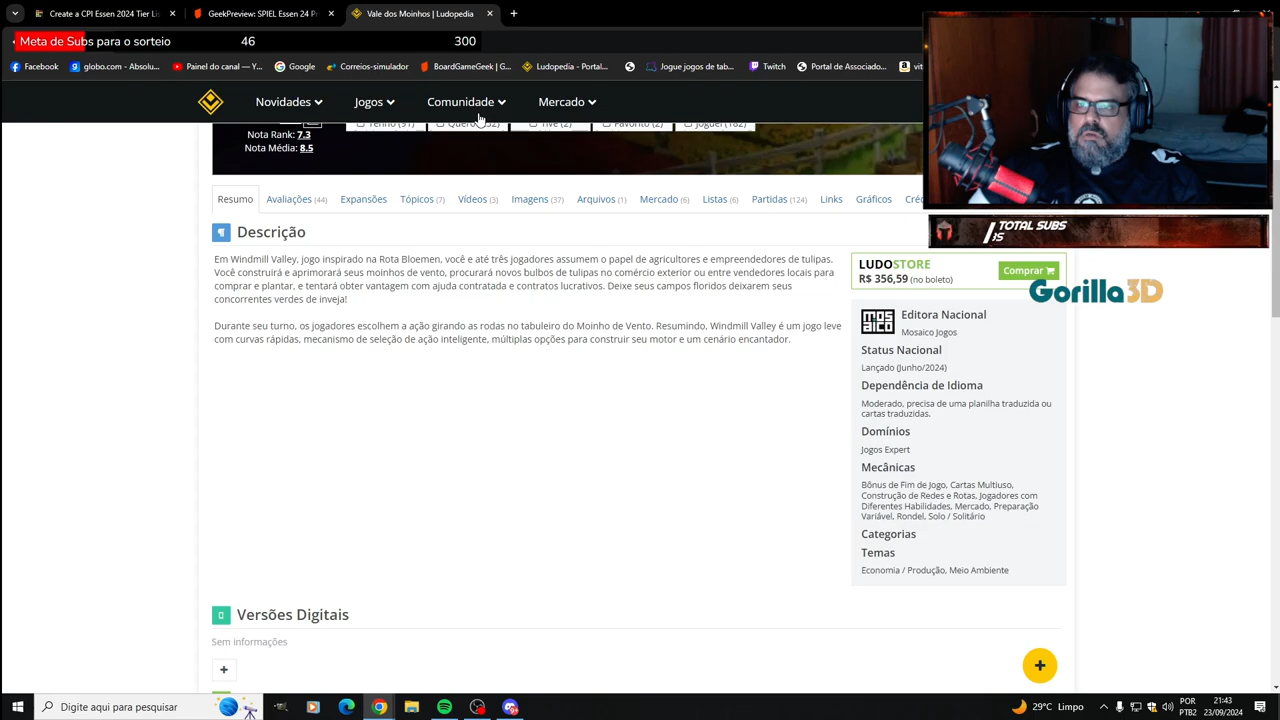 Caos e CPI Essen 2024 Tier
Vale dos Moinhos | Ludopedia
Meta de Subs para o sorteio 46 300
Facebook globo.com - Absolu... Painel do canal — I... Google Correios-simulador BoardGameGeek | G... Ludopedia Jogue jogos de tabul... Twitch Portal do Associado...
Novidades Jogos Comunidade Mercado
Nota Rank: 7.3
Nota Média: 8.5
Tenho (91) Favorito (2) Joguei (182)
Resumo Avaliações (44) Expansões Tópicos (7) Vídeos (3) Imagens (37) Arquivos (1) Mercado (6) Listas (6) Partidas (124) Links Gráficos
TOTAL SUBS
Descrição
Em Windmill Valley, jogo inspirado na Rota Bloemen, você e até três jogadores assumem o papel de agricultores e empreendedores de tulipas.
Você construirá e aprimorará seus moinhos de vento, procurará novos bulbos de tulipas no comércio exterior ou entre vendedores locais para
comprar e plantar, e tentará obter vantagem com ajuda contratada e contratos lucrativos. Deixe seus campos floridos deixarem seus
concorrentes verdes de inveja!
Durante seu turno, os jogadores escolhem a ação girando as rodas no tabuleiro do Moinho de Vento. Resumindo, Windmill Valley é um jogo leve
com curvas rápidas, mecanismo de seleção de ação inteligente, múltiplas opções para construir seu motor e um cenário encantador.
LUDOSTORE
R$ 356,59 (no boleto)
Comprar
Gorilla3D
mosaico
Editora Nacional
Mosaico Jogos
Status Nacional
Lançado (Junho/2024)
Dependência de Idioma
Moderado, precisa de uma planilha traduzida ou
cartas traduzidas.
Domínios
Jogos Expert
Mecânicas
Bônus de Fim de Jogo, Cartas Multiuso,
Construção de Redes e Rotas, Jogadores com
Diferentes Habilidades, Mercado, Preparação
Variável, Rondel, Solo / Solitário
Categorias
Temas
Economia / Produção, Meio Ambiente
Versões Digitais
Sem informações
Digite aqui para pesquisar
29°C Limpo
POR
PTB2
21:43
23/09/2024